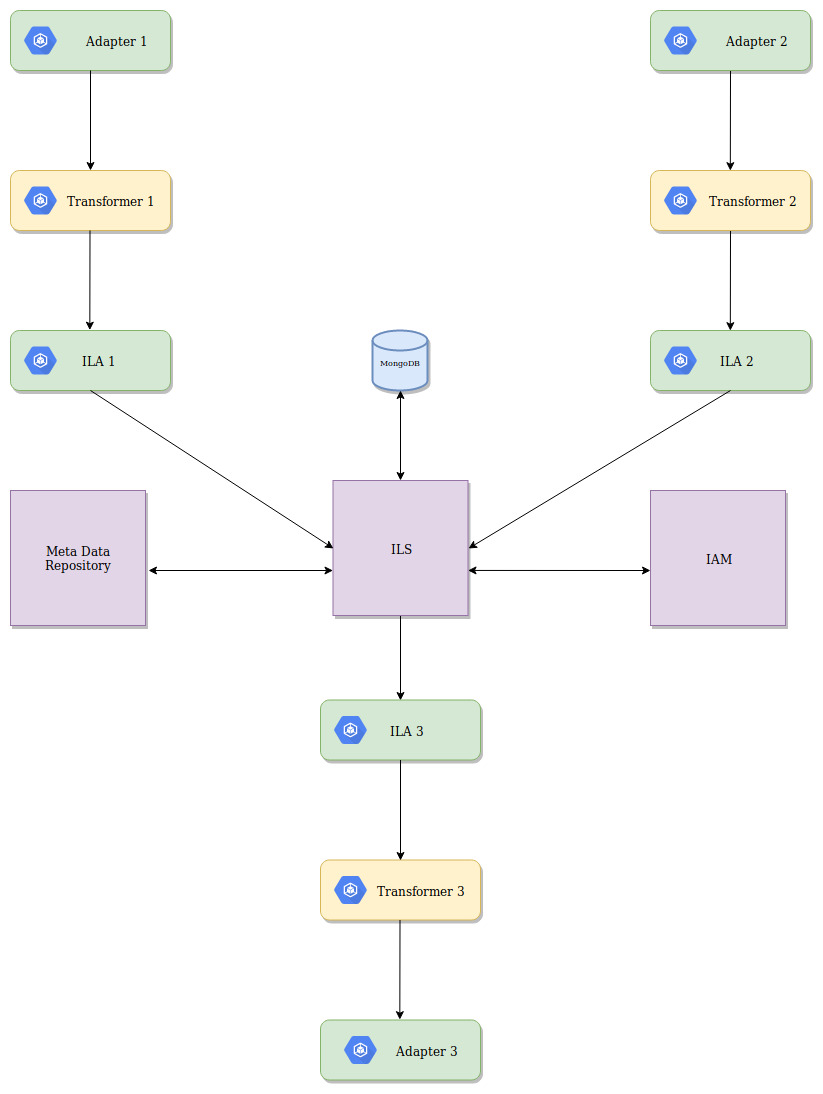 Adapter 1
Adapter 2
Transformer 1
Transformer 2
ILA 1
MongoDB
ILA 2
Meta Data
Repository
ILS
IAM
ILA 3
Transformer 3
Adapter 3